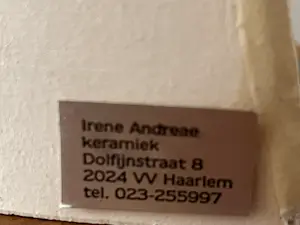 Irene Andreae
keramiek
Dolfijnstraat 8
2024 VV Haarlem
tel. 023-255997